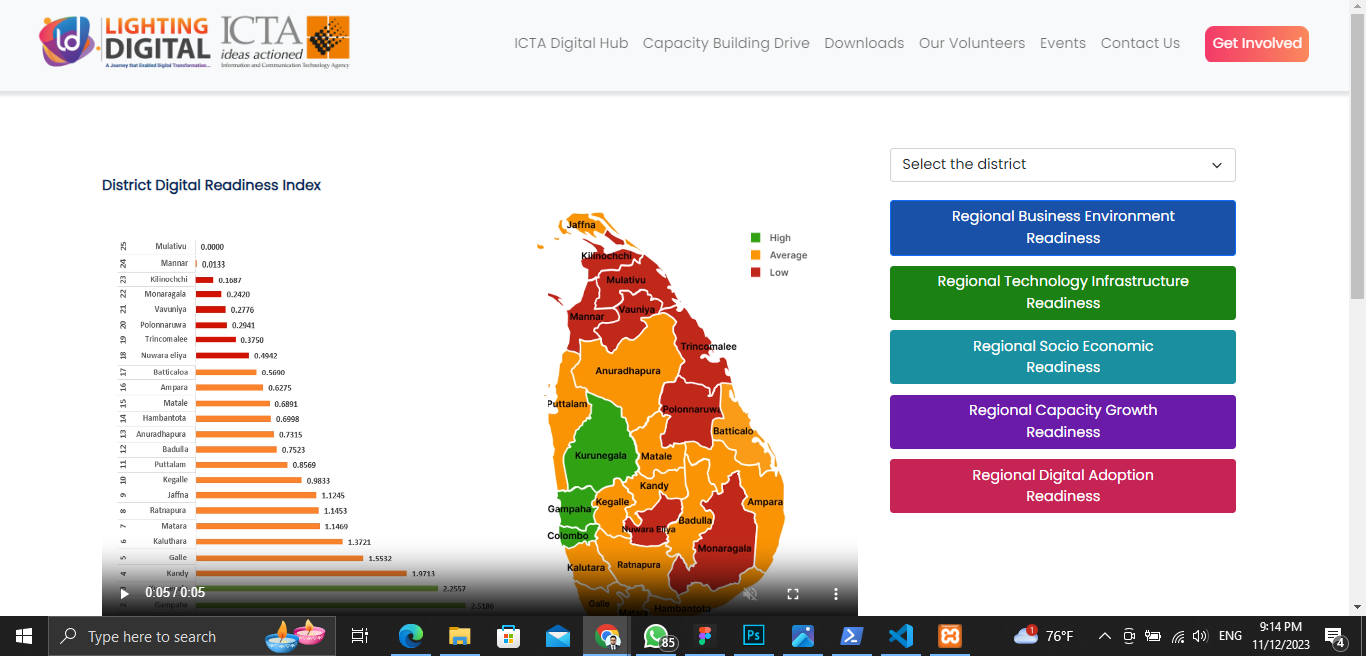 LIGHTING
DIGITAL
A Journey that Enabled Digital Transformation...
ICTA
ideas actioned
Information and Communication Technology Agency
ICTA Digital Hub
Capacity Building Drive
Downloads
Our Volunteers
Events
Contact Us
Get Involved
District Digital Readiness Index
25 Mulativu 0.0000
24 Mannar 0.0133
23 Kilinochchi 0.1687
22 Monaragala 0.2420
21 Vavuniya 0.2776
20 Polonnaruwa 0.2941
19 Trincomalee 0.3750
18 Nuwara eliya 0.4942
17 Batticaloa 0.5690
16 Ampara 0.6275
15 Matale 0.6891
14 Hambantota 0.6998
13 Anuradhapura 0.7315
12 Badulla 0.7523
11 Puttalam 0.8569
10 Kegalle 0.9833
9 Jaffna 1.1245
8 Ratnapura 1.1453
7 Matara 1.1469
6 Kaluthara 1.3721
5 Galle 1.5532
4 Kandy 1.9713
2.2557
2 Gampaha 2.5186
0:05 / 0:05
Jaffna
Kilinochchi
Mulativu
Vauniya
Mannar
Trincomalee
Anuradhapura
Puttalam
Polonnaruwa
Batticalo
Kurunegala
Matale
Kandy
Kegalle
Ampara
Gampaha
Badulla
Nuwara Eliya
Colombo
Monaragala
Kalutara
Ratnapura
Galle
Matara
Hambantota
High
Average
Low
Select the district
Regional Business Environment
Readiness
Regional Technology Infrastructure
Readiness
Regional Socio Economic
Readiness
Regional Capacity Growth
Readiness
Regional Digital Adoption
Readiness
Type here to search
85
Ps
1
76°F
ENG
9:14 PM
11/12/2023
4